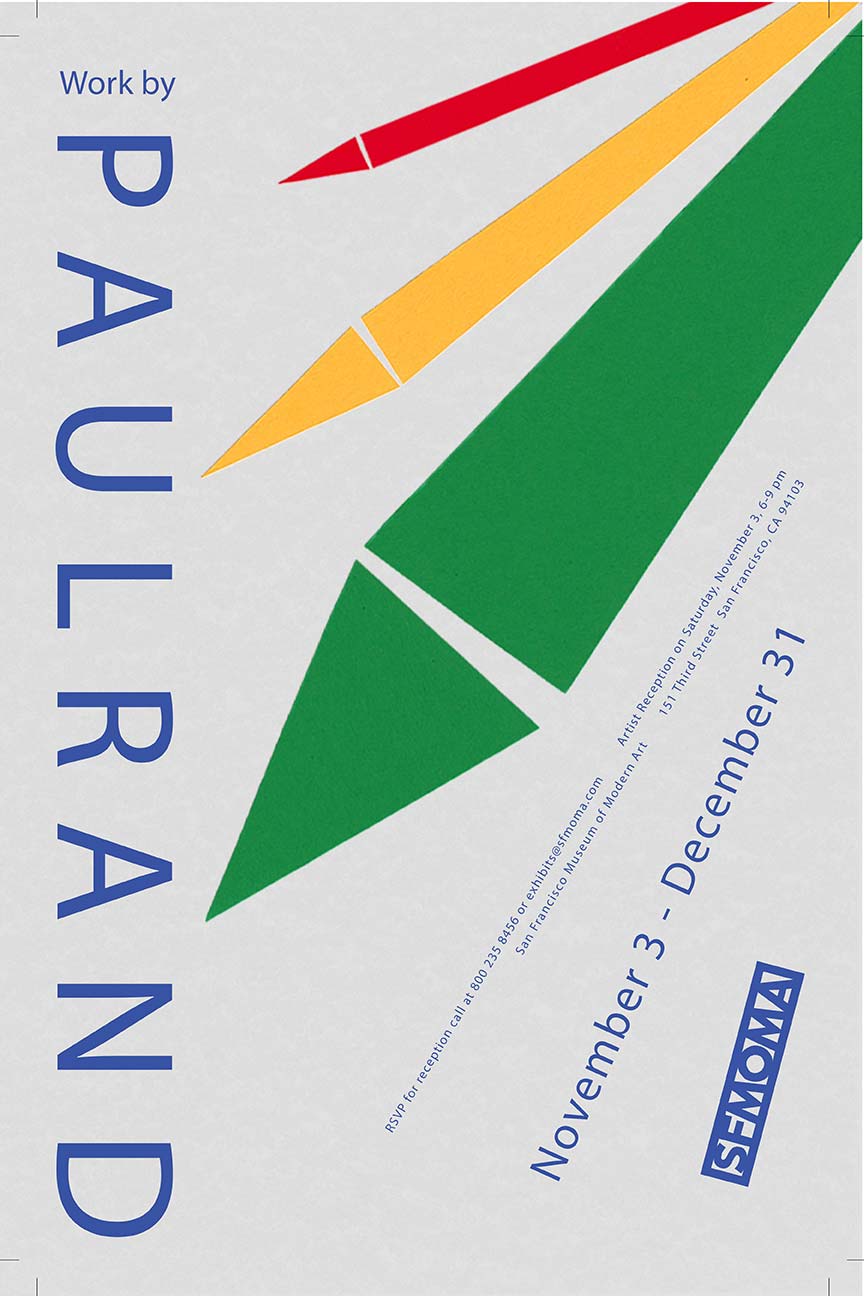 Work by
PAUL RAND
Artist Reception on Saturday, November 3, 6-9 pm
151 Third Street San Francisco, CA 94103
RSVP for reception call at 800 235 8456 or exhibits@sfmoma.com
San Francisco Museum of Modern Art
November 3 - December 31
SFMOMA